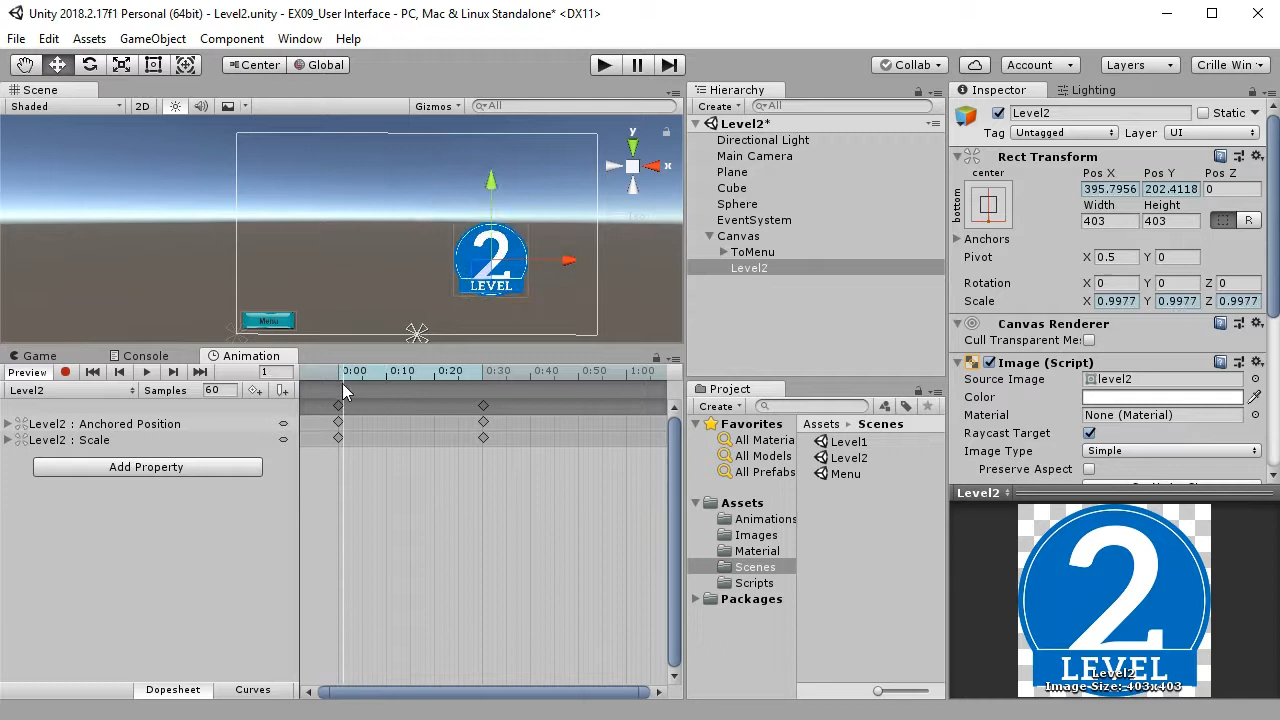 Unity 2018.2.17f1 Personal (64bit) - Level2.unity - EX09_User Interface - PC, Mac & Linux Standalone* <DX11>
File Edit Assets GameObject Component Window Help
Center Global Collab Account Layers Crille Win
Scene
Shaded 2D Gizmos All
y
x
2
LEVEL
Menu
Game Console Animation
Preview 1 0:00 0:10 0:20 0:30 0:40 0:50 1:00
Level2 Samples 60
Level2 : Anchored Position
Level2 : Scale
Add Property
Dopesheet Curves
Hierarchy
Create All
Level2*
Directional Light
Main Camera
Plane
Cube
Sphere
EventSystem
Canvas
ToMenu
Level2
Project
Create
Favorites
All Materia
All Models
All Prefabs
Assets
Animations
Images
Material
Scenes
Scripts
Packages
Assets Scenes
Level1
Level2
Menu
Inspector Lighting
Level2 Static
Tag Untagged Layer UI
Rect Transform
center Pos X Pos Y Pos Z
bottom 395.7956 202.4118 0
Width Height
403 403 R
Anchors
Pivot X 0.5 Y 0
Rotation X 0 Y 0 Z 0
Scale X 0.9977 Y 0.9977 Z 0.9977
Canvas Renderer
Cull Transparent Mes
Image (Script)
Source Image level2
Color
Material None (Material)
Raycast Target
Image Type Simple
Preserve Aspect
Level2
2
LEVEL
Level2
Image Size: 403x403